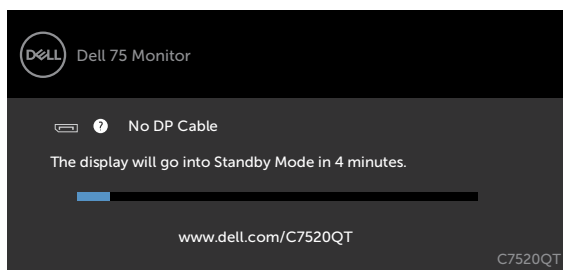 DELL
Dell 75 Monitor
? No DP Cable
The display will go into Standby Mode in 4 minutes.
www.dell.com/C7520QT
C7520QT